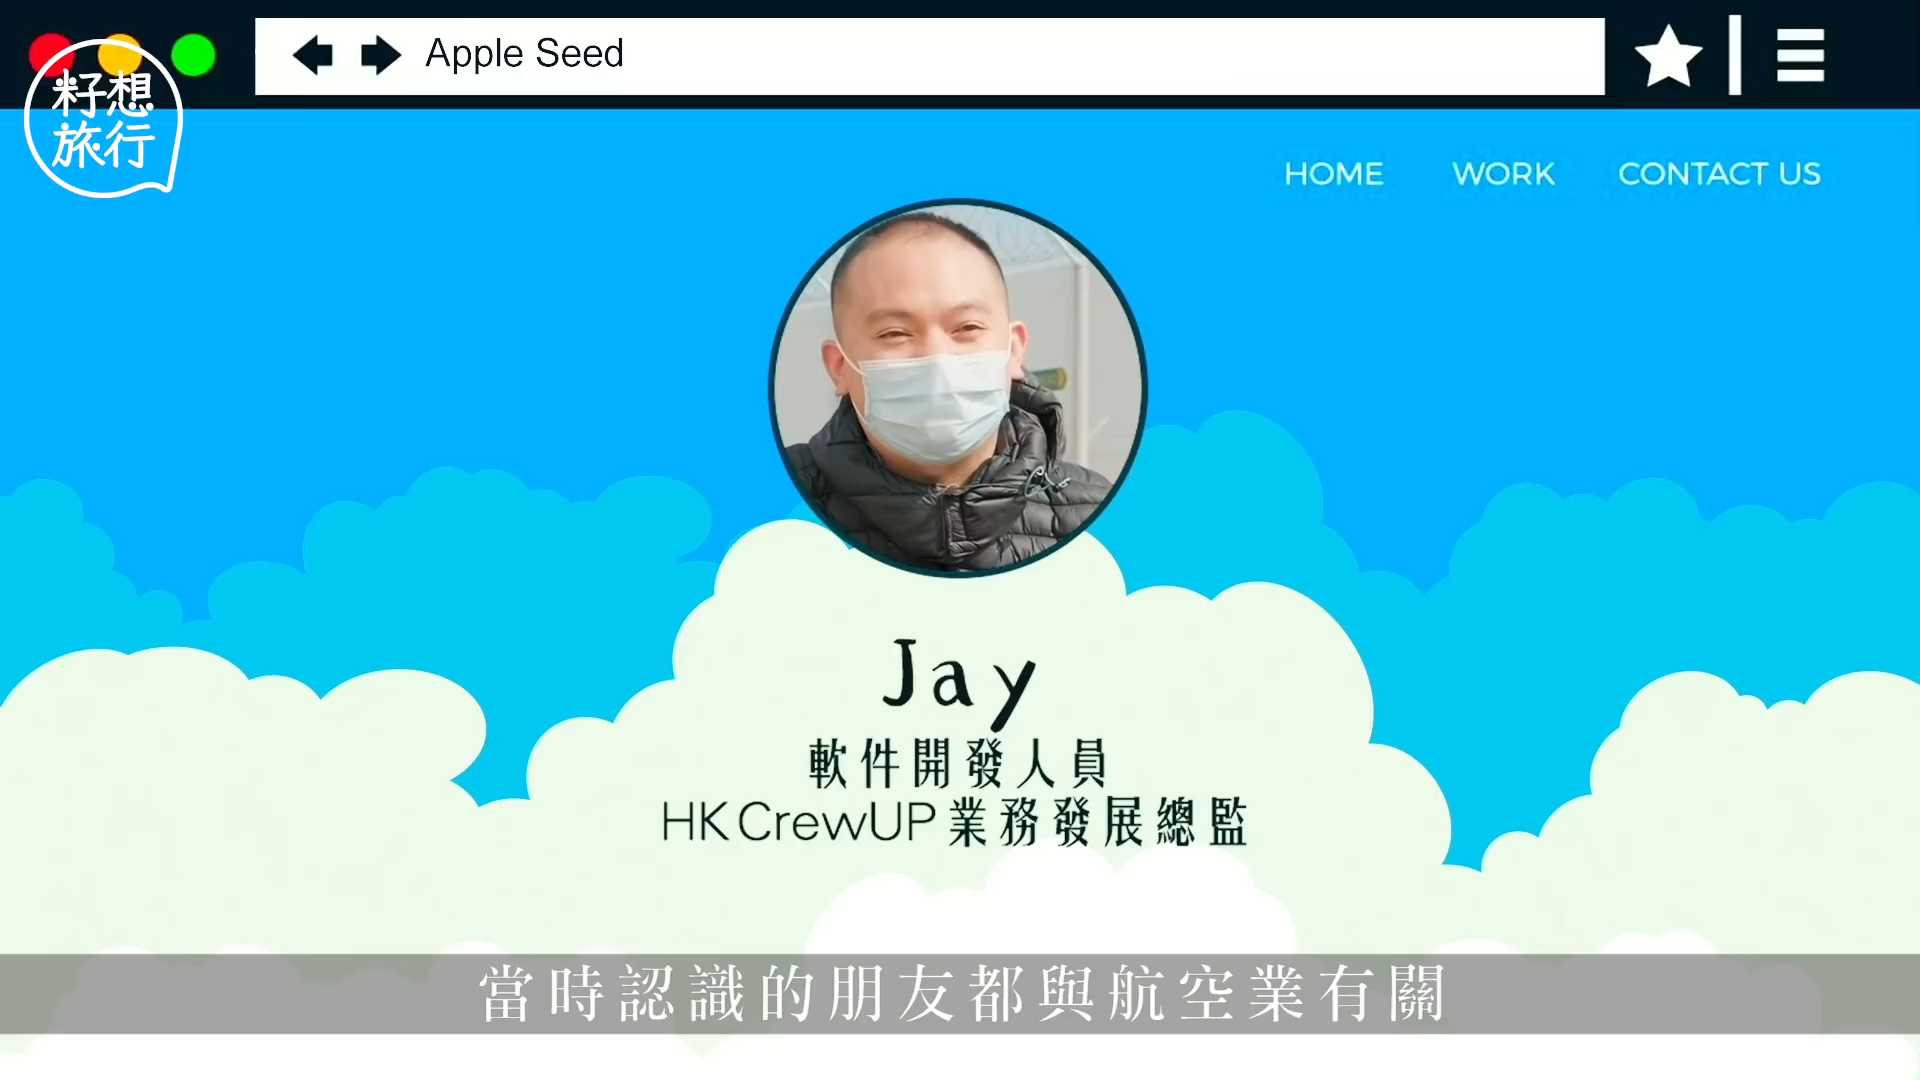 Apple Seed
籽想
旅行
HOME WORK CONTACT US
Jay
軟件開發人員
HK CrewUP 業務發展總監
當時認識的朋友都與航空業有關